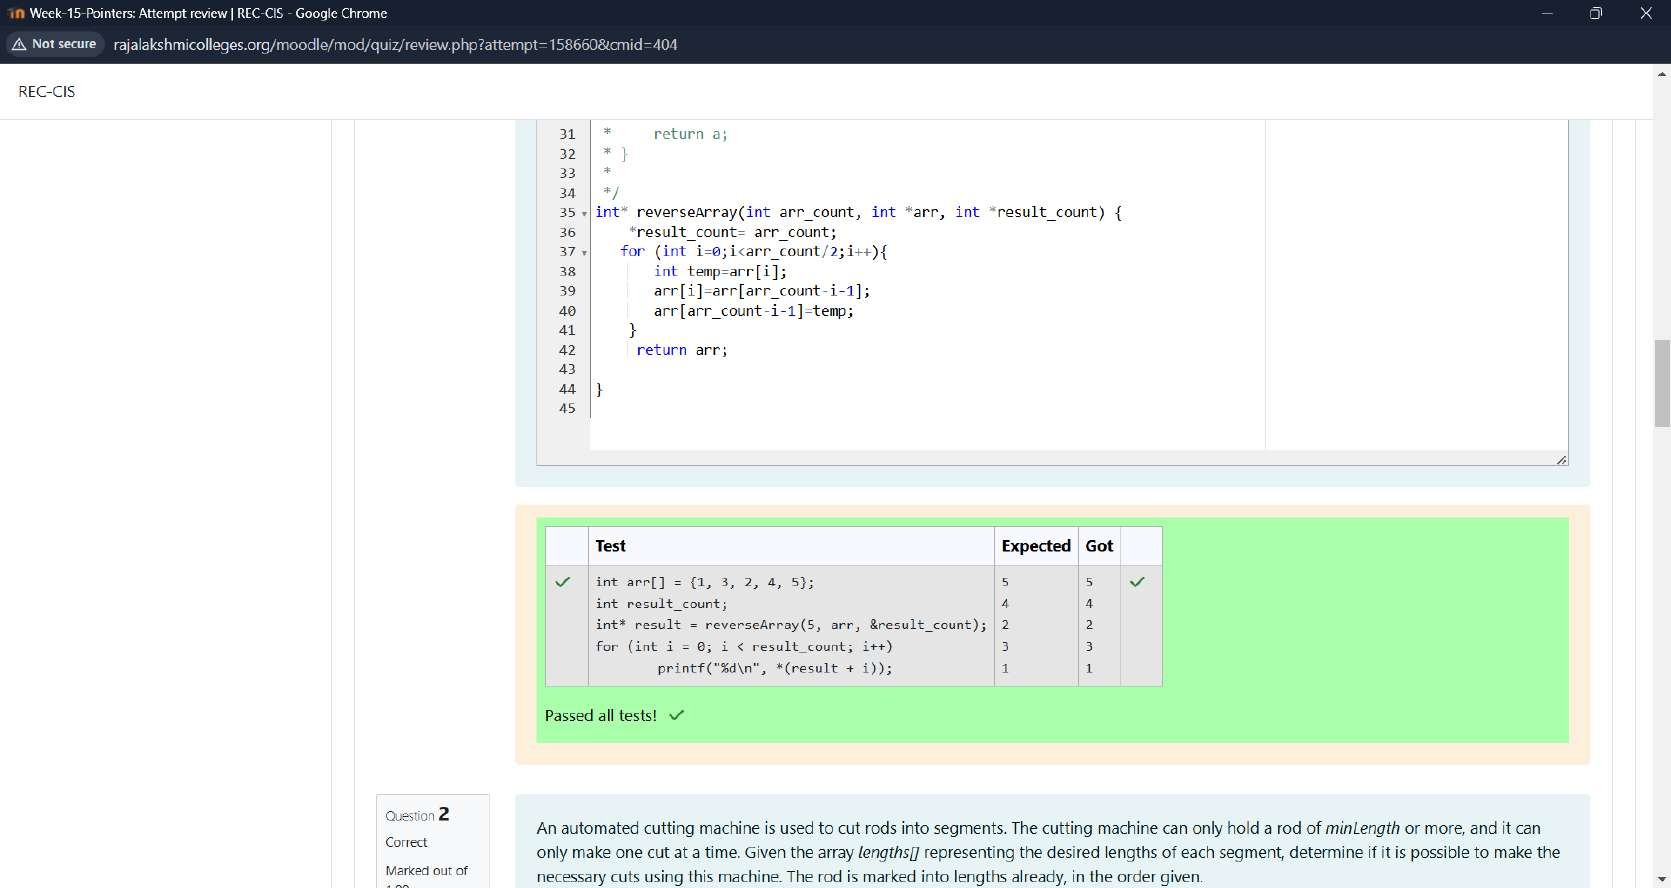 Week-15-Pointers: Attempt review | REC-CIS - Google Chrome
Not secure rajalakshmicolleges.org/moodle/mod/quiz/review.php?attempt=158660&cmid=404
REC-CIS
31 *     return a;
32 * }
33 *
34 */
35 int* reverseArray(int arr_count, int *arr, int *result_count) {
36     *result_count= arr_count;
37    for (int i=0;i<arr_count/2;i++){
38        int temp=arr[i];
39        arr[i]=arr[arr_count-i-1];
40        arr[arr_count-i-1]=temp;
41     }
42      return arr;
43
44 }
45
Test Expected Got
int arr[] = {1, 3, 2, 4, 5}; 5 5
int result_count; 4 4
int* result = reverseArray(5, arr, &result_count); 2 2
for (int i = 0; i < result_count; i++) 3 3
printf("%d\n", *(result + i)); 1 1
Passed all tests!
Question 2
Correct
Marked out of
An automated cutting machine is used to cut rods into segments. The cutting machine can only hold a rod of minLength or more, and it can
only make one cut at a time. Given the array lengths[] representing the desired lengths of each segment, determine if it is possible to make the
necessary cuts using this machine. The rod is marked into lengths already, in the order given.